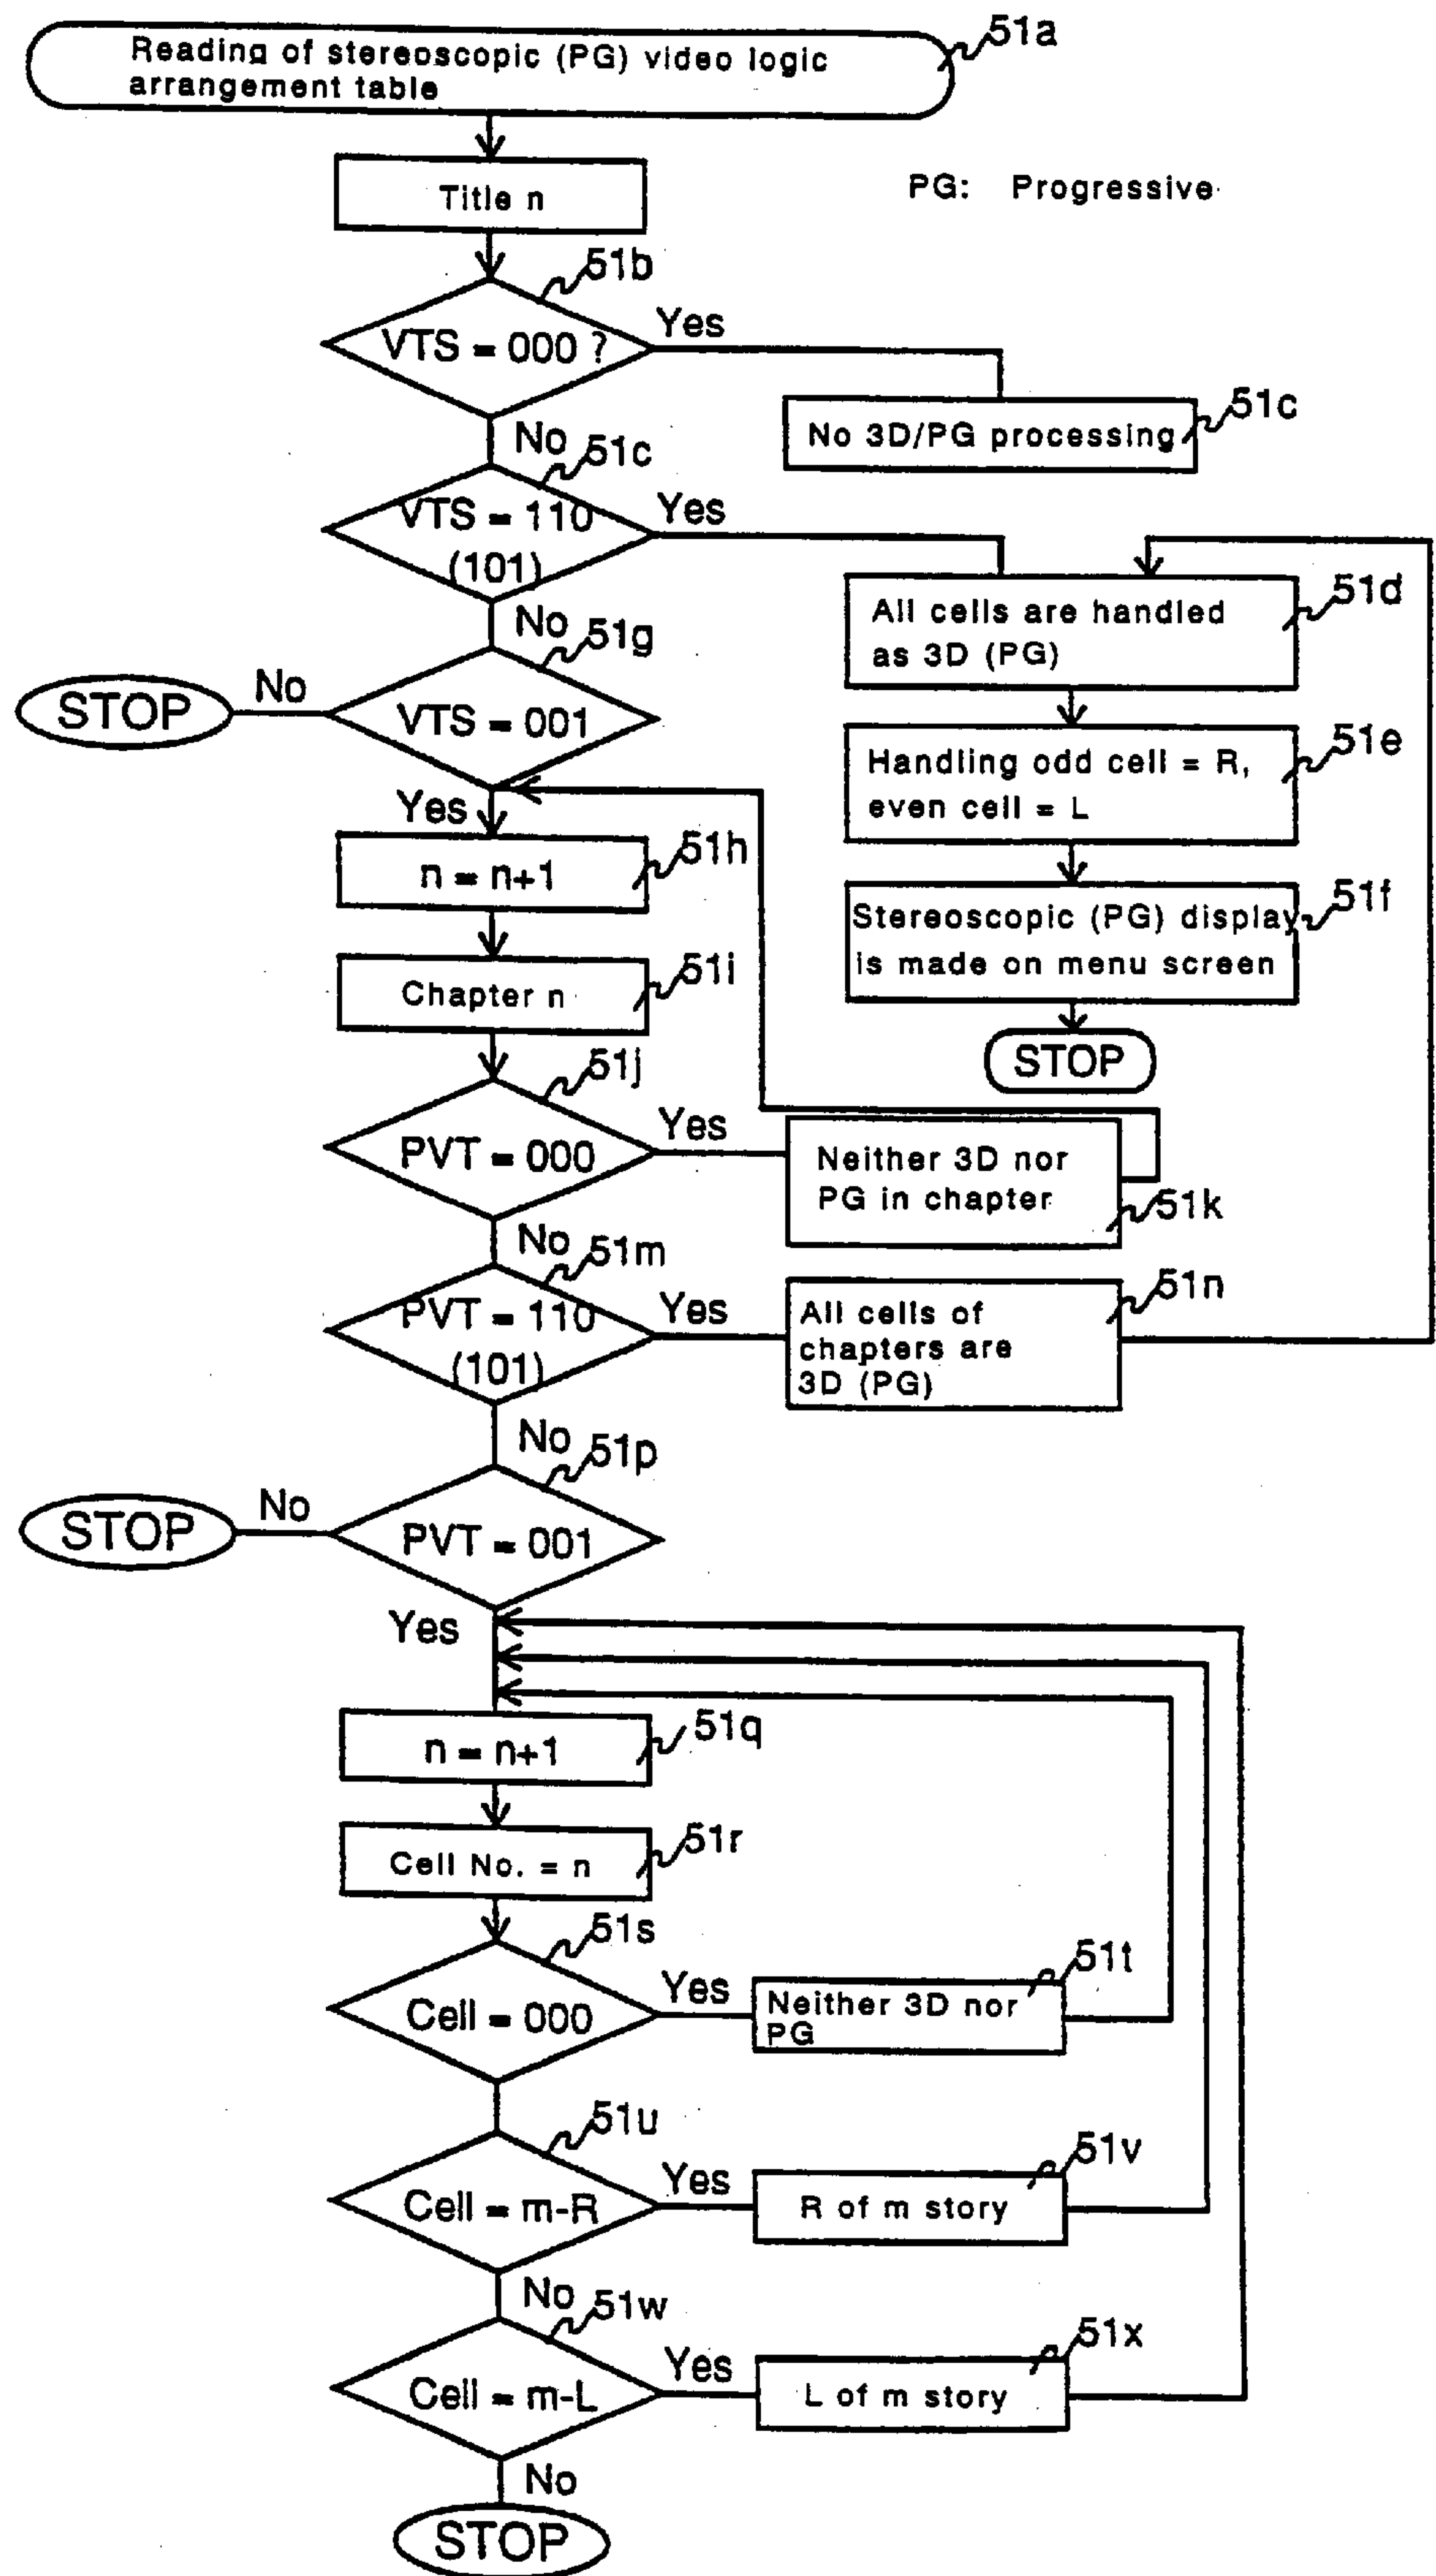 51a
Reading of stereoscopic (PG) video logic
arrangement table
Title n
PG: Progressive
51b
VTS = 000 ?
Yes
No 3D/PG processing
51c
No
51c
VTS = 110
(101)
Yes
All cells are handled
as 3D (PG)
51d
No
51g
VTS = 001
No
STOP
Handling odd cell = R,
even cell = L
51e
Yes
n = n+1
51h
Stereoscopic (PG) display
is made on menu screen
51f
Chapter n
51i
STOP
51j
PVT = 000
Yes
Neither 3D nor
PG in chapter
51k
No
51m
PVT = 110
(101)
Yes
All cells of
chapters are
3D (PG)
51n
No
51p
PVT = 001
No
STOP
Yes
n = n+1
51q
Cell No. = n
51r
51s
Cell = 000
Yes
Neither 3D nor
PG
51t
51u
Cell = m-R
Yes
R of m story
51v
No
51w
Cell = m-L
Yes
L of m story
51x
No
STOP